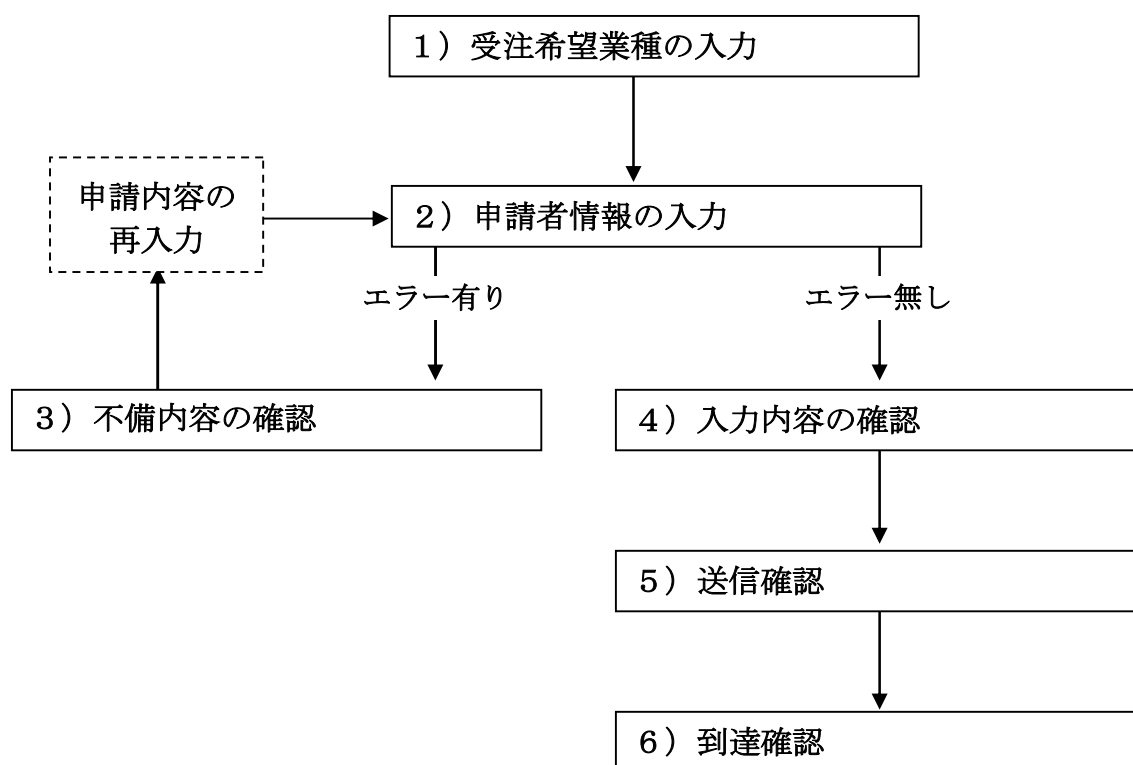 １）受注希望業種の入力
申請内容の
再入力
２）申請者情報の入力
エラー有り
エラー無し
３）不備内容の確認
４）入力内容の確認
５）送信確認
６）到達確認